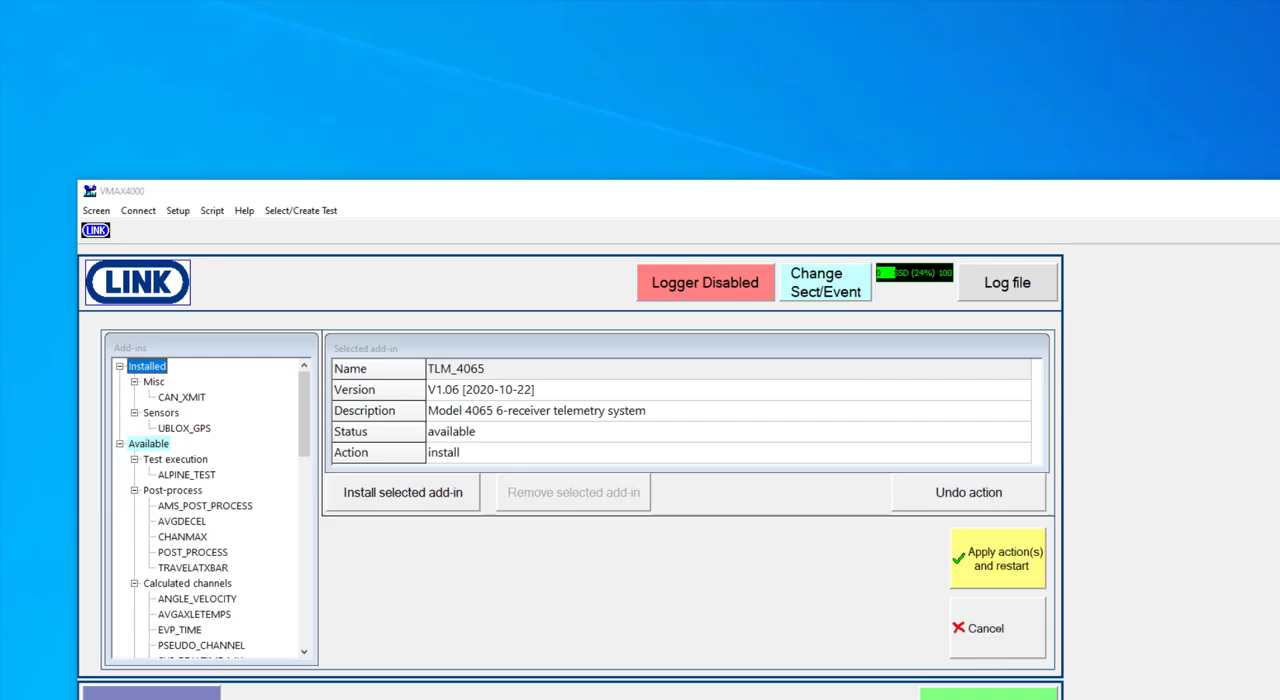 VMAX4000
Screen Connect Setup Script Help Select/Create Test
LINK
LINK
Logger Disabled
Change
Sect/Event
0 SSD (24%) 100
Log file
Add-ins
Installed
Misc
CAN_XMIT
Sensors
UBLOX_GPS
Available
Test execution
ALPINE_TEST
Post-process
AMS_POST_PROCESS
AVGDECEL
CHANMAX
POST_PROCESS
TRAVELATXBAR
Calculated channels
ANGLE_VELOCITY
AVGAXLETEMPS
EVP_TIME
PSEUDO_CHANNEL
Selected add-in
Name TLM_4065
Version V1.06 [2020-10-22]
Description Model 4065 6-receiver telemetry system
Status available
Action install
Install selected add-in Remove selected add-in Undo action
Apply action(s)
and restart
Cancel